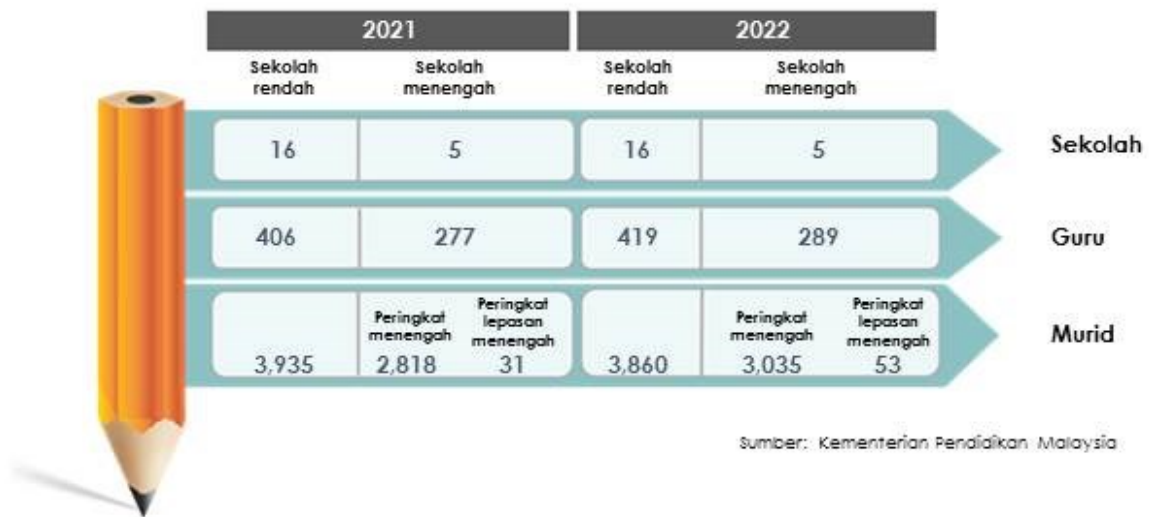 2021 2022
Sekolah rendah Sekolah menengah Sekolah rendah Sekolah menengah
16 5 16 5 Sekolah
406 277 419 289 Guru
Peringkat menengah Peringkat lepasan menengah Peringkat menengah Peringkat lepasan menengah Murid
3,935 2,818 31 3,860 3,035 53
Sumber: Kementerian Pendidikan Malaysia